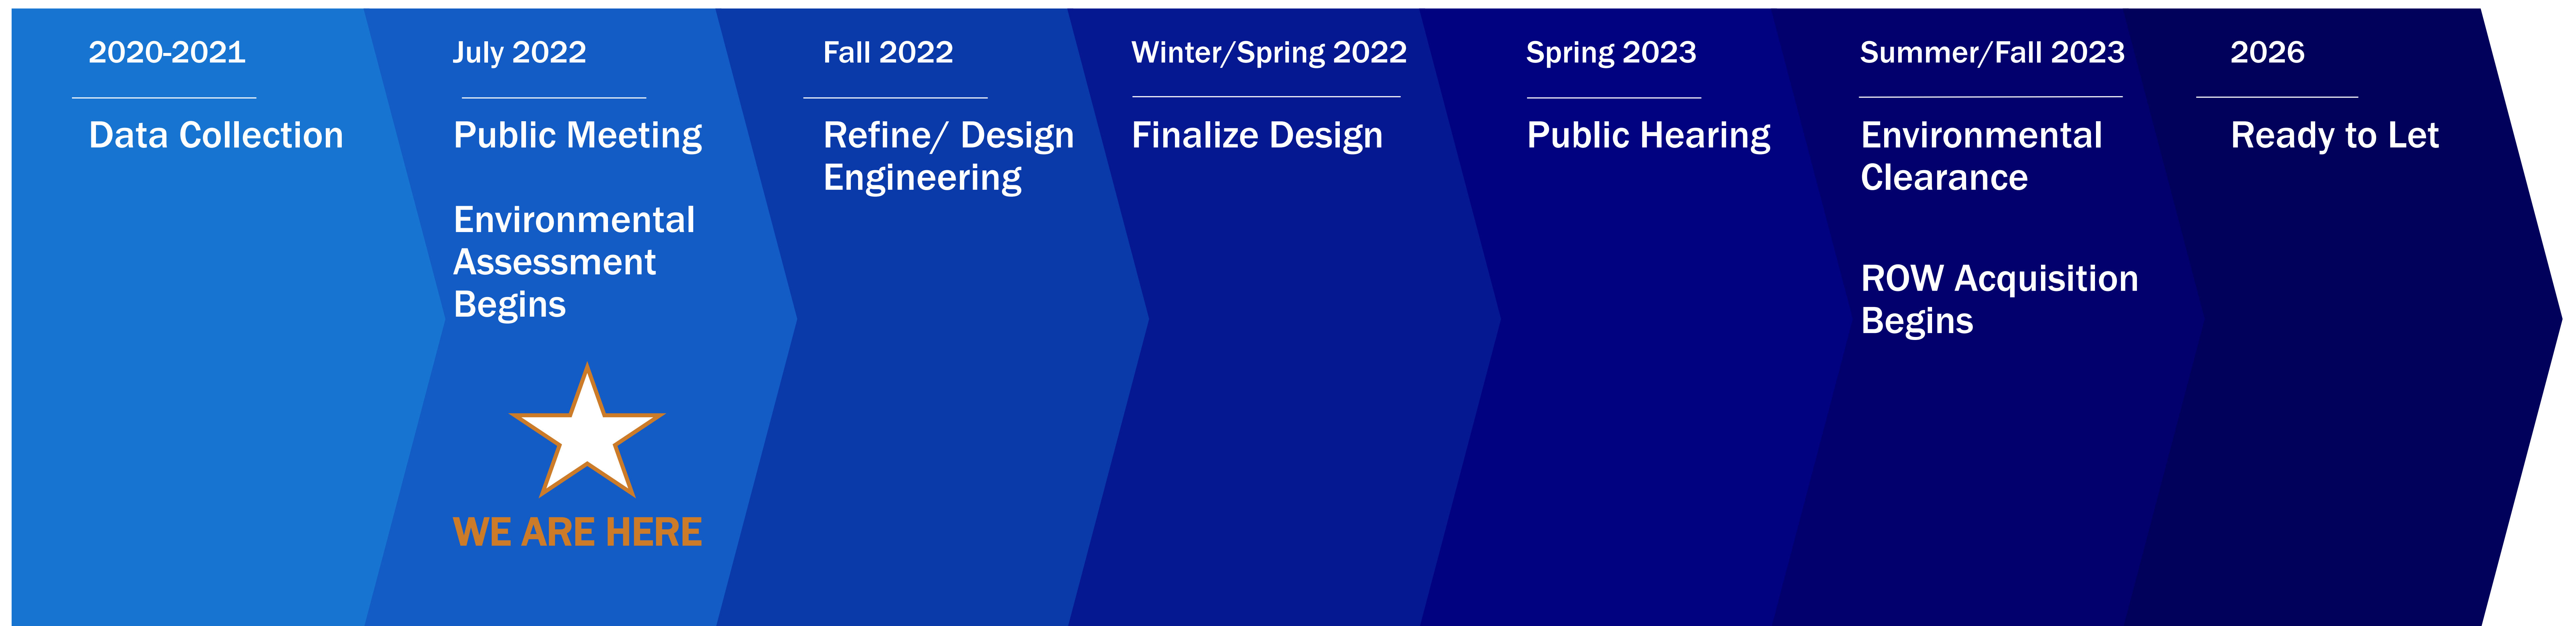 2020-2021
Data Collection
July 2022
Public Meeting
Environmental
Assessment
Begins
WE ARE HERE
Fall 2022
Refine/ Design
Engineering
Winter/Spring 2022
Finalize Design
Spring 2023
Public Hearing
Summer/Fall 2023
Environmental
Clearance
ROW Acquisition
Begins
2026
Ready to Let